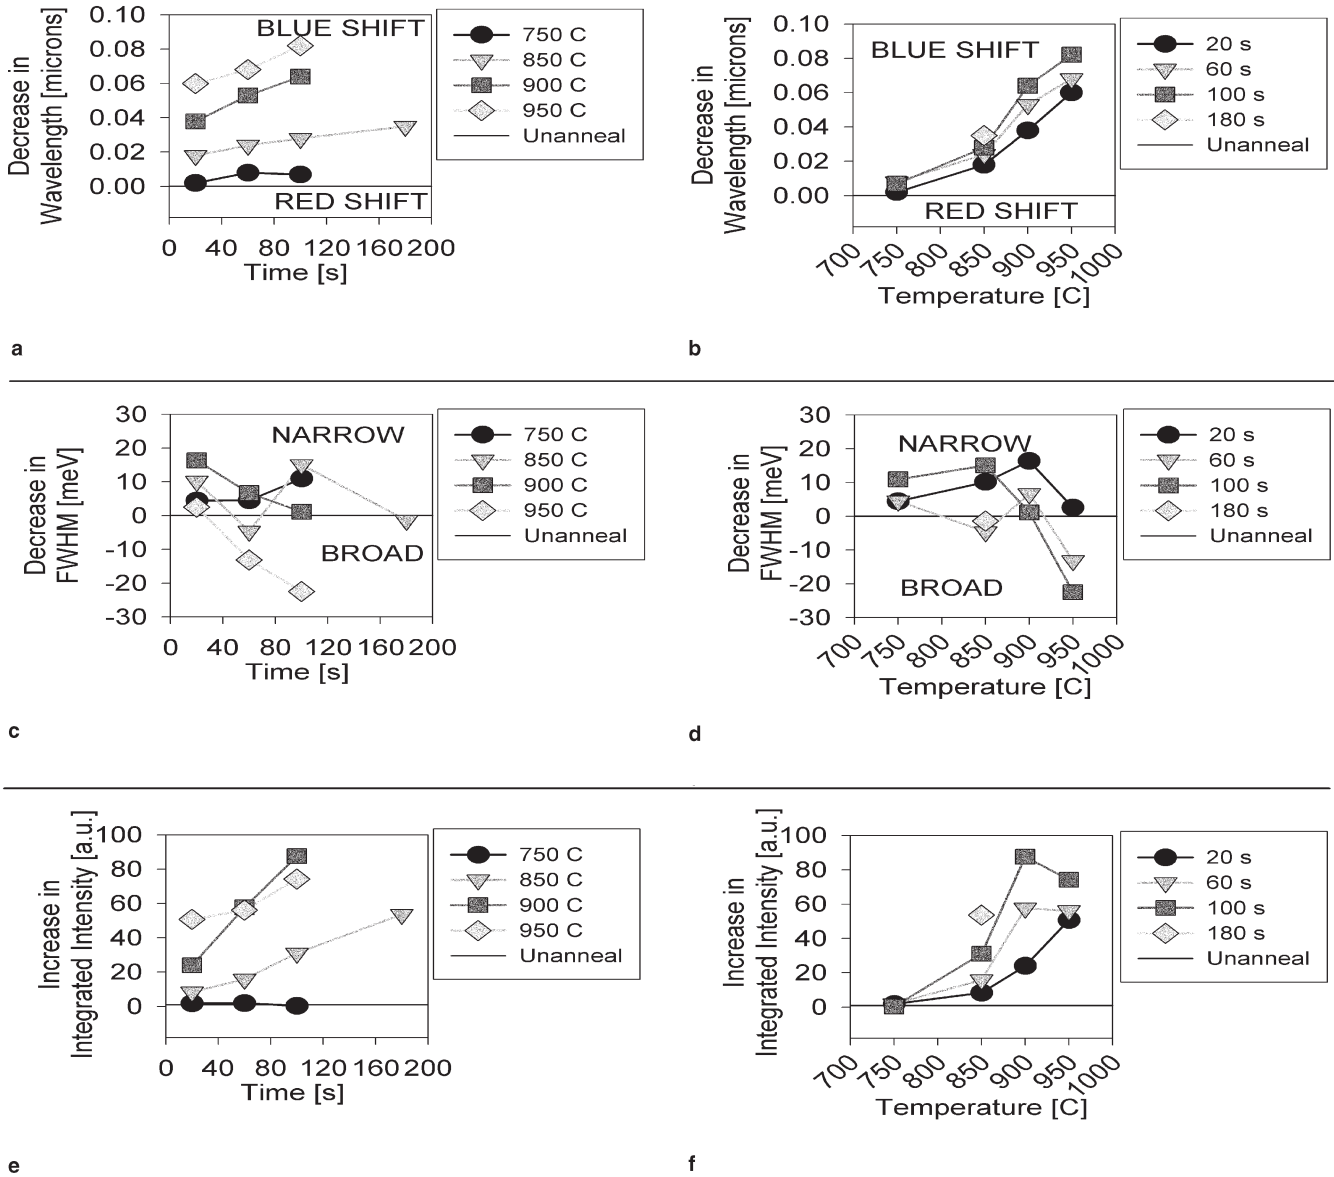 Decrease in
Wavelength [microns]
0.10
0.08
0.06
0.04
0.02
0.00
BLUE SHIFT
RED SHIFT
0 40 80 120 160 200
Time [s]
750 C
850 C
900 C
950 C
Unanneal
a
Decrease in
Wavelength [microns]
0.10
0.08
0.06
0.04
0.02
0.00
BLUE SHIFT
RED SHIFT
700 750 800 850 900 950 1000
Temperature [C]
20 s
60 s
100 s
180 s
Unanneal
b
Decrease in
FWHM [meV]
30
20
10
0
-10
-20
-30
NARROW
BROAD
0 40 80 120 160 200
Time [s]
750 C
850 C
900 C
950 C
Unanneal
c
Decrease in
FWHM [meV]
30
20
10
0
-10
-20
-30
NARROW
BROAD
700 750 800 850 900 950 1000
Temperature [C]
20 s
60 s
100 s
180 s
Unanneal
d
Increase in
Integrated Intensity [a.u.]
100
80
60
40
20
0
0 40 80 120 160 200
Time [s]
750 C
850 C
900 C
950 C
Unanneal
e
Increase in
Integrated Intensity [a.u.]
100
80
60
40
20
0
700 750 800 850 900 950 1000
Temperature [C]
20 s
60 s
100 s
180 s
Unanneal
f